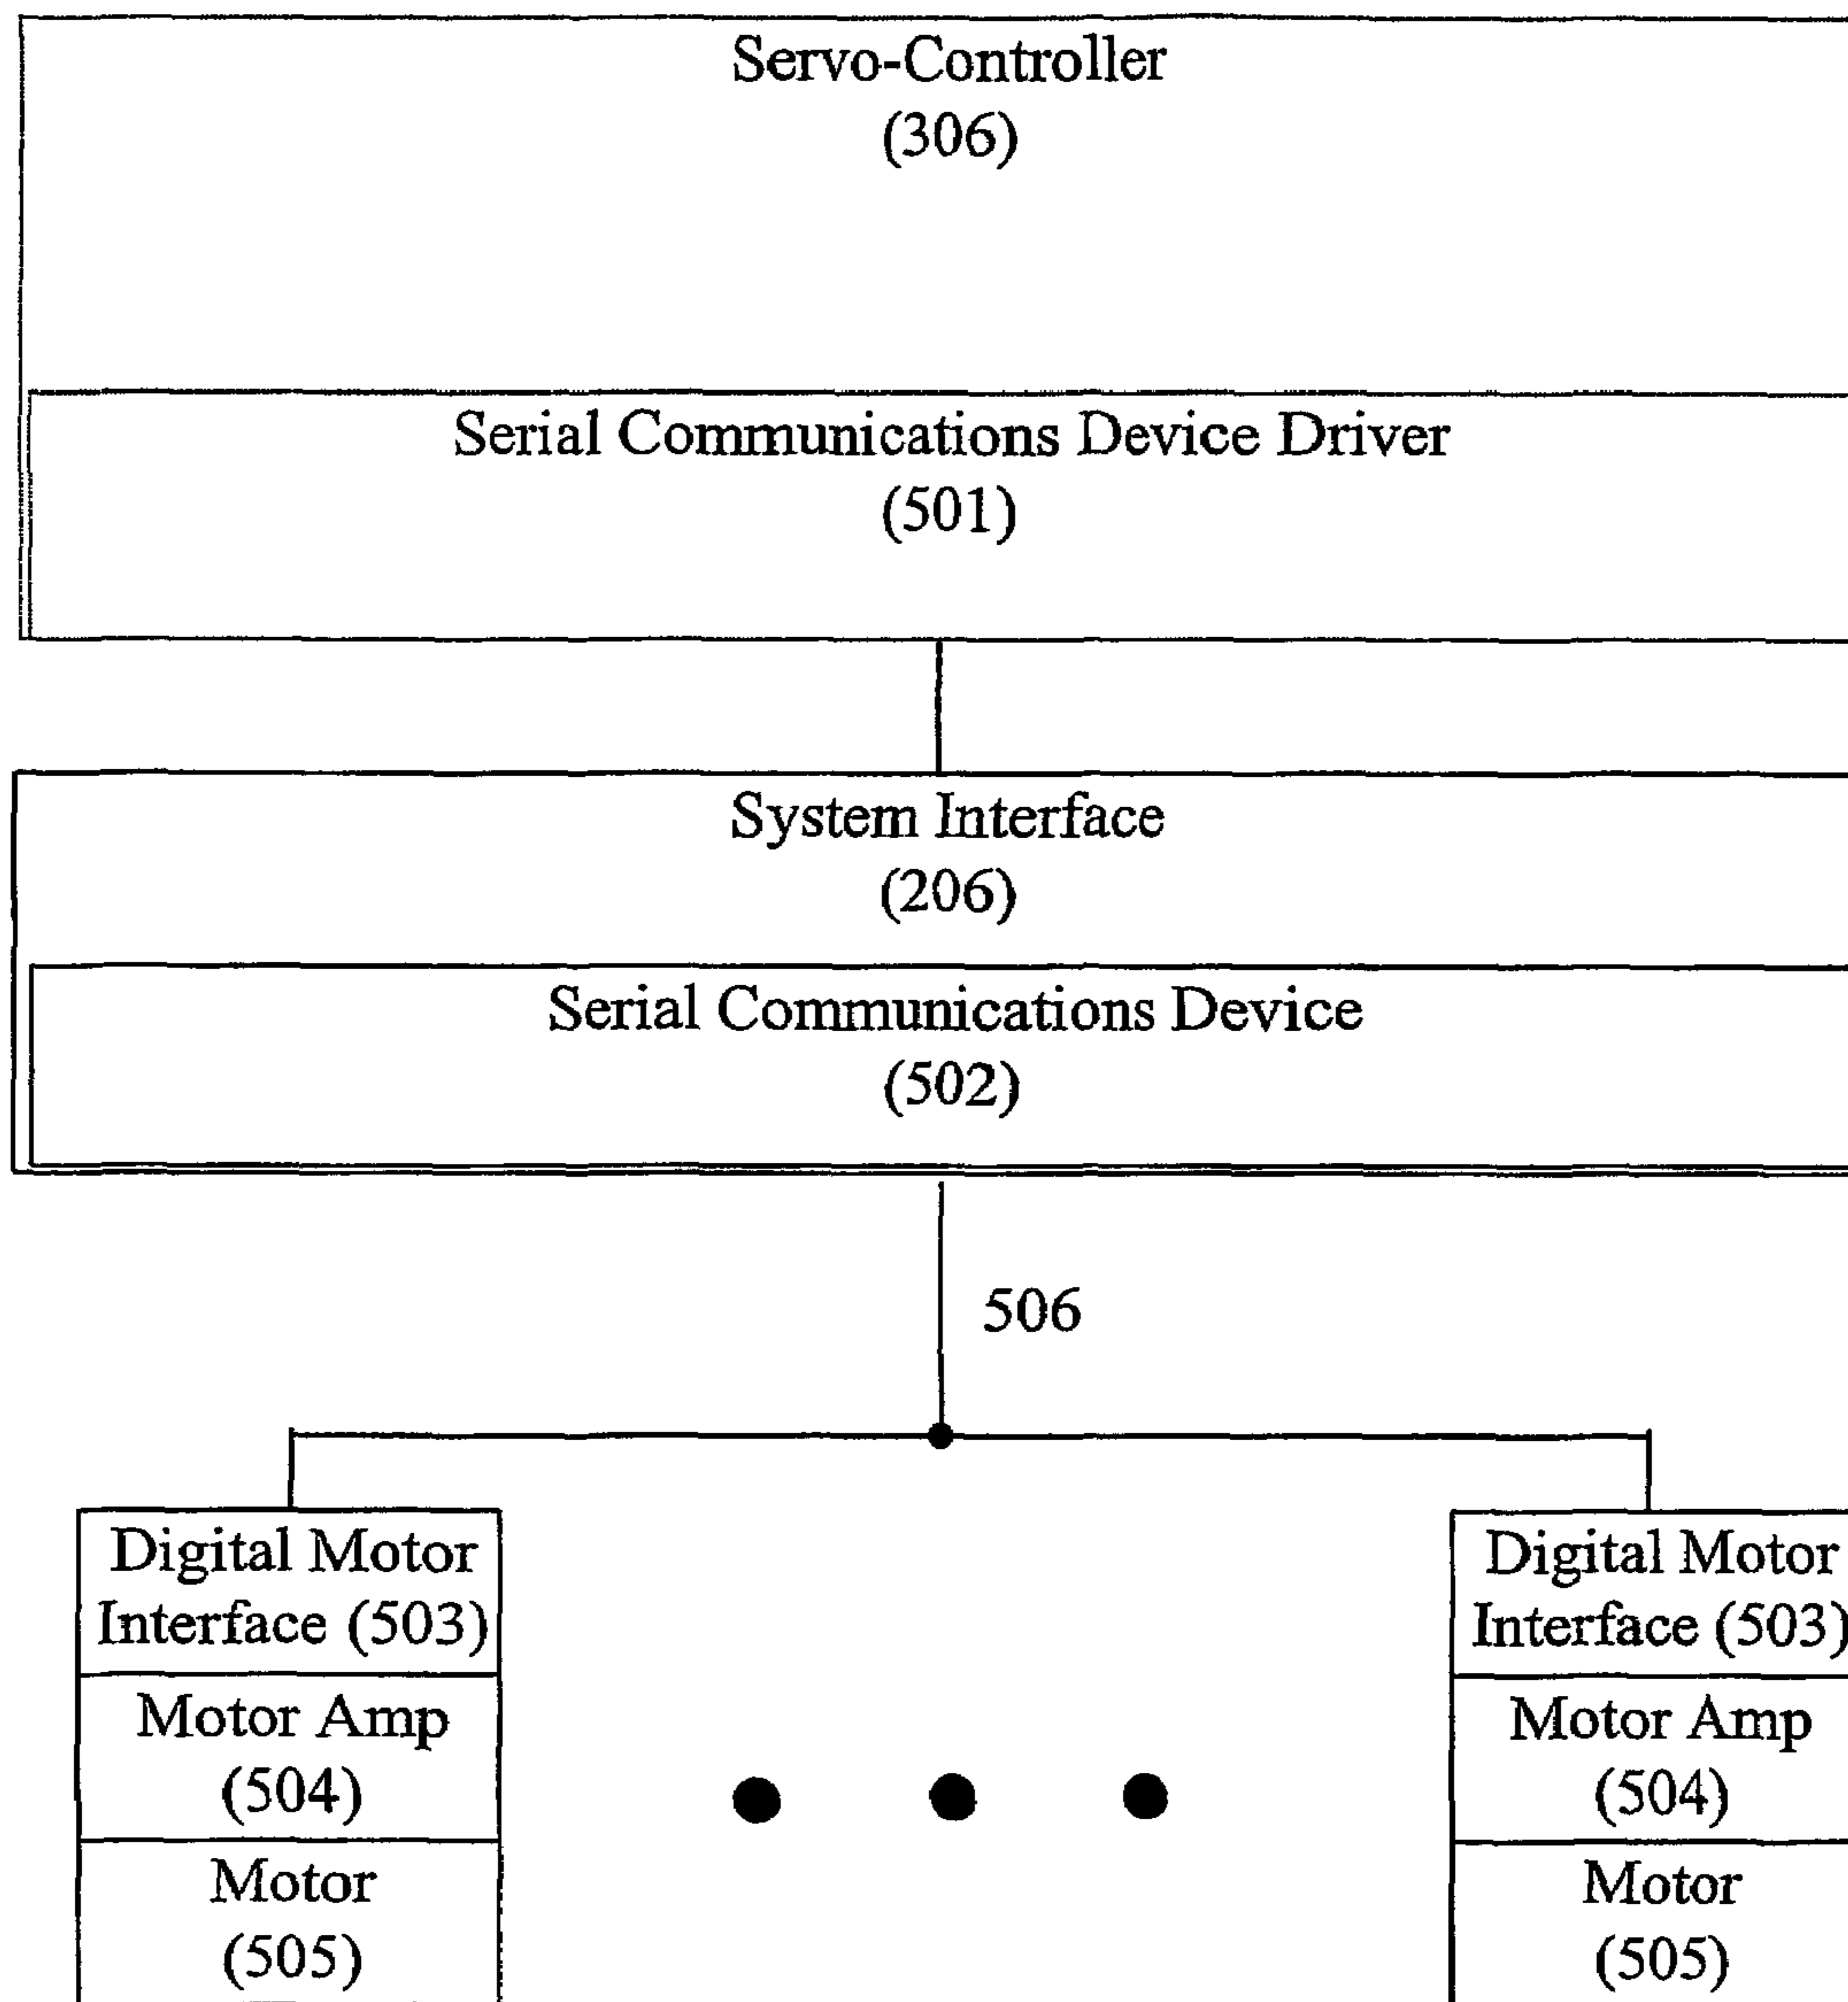 Servo-Controller
(306)
Serial Communications Device Driver
(501)
System Interface
(206)
Serial Communications Device
(502)
506
Digital Motor
Interface (503)
Motor Amp
(504)
Motor
(505)
Digital Motor
Interface (503)
Motor Amp
(504)
Motor
(505)